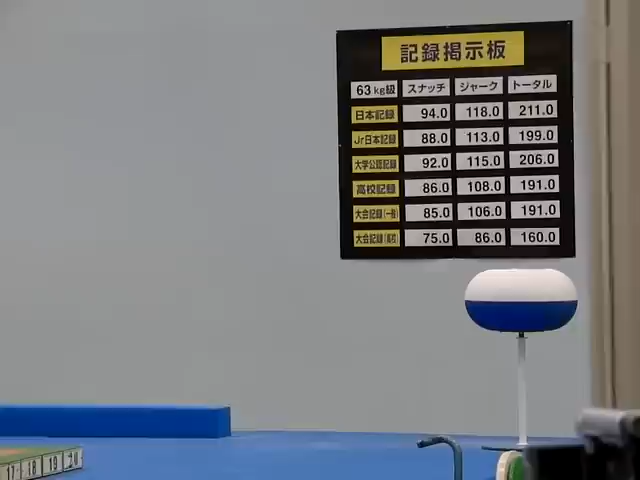 記録掲示板
63kg級 スナッチ ジャーク トータル
日本記録 94.0 118.0 211.0
Jr日本記録 88.0 113.0 199.0
大学公認記録 92.0 115.0 206.0
高校記録 86.0 108.0 191.0
大会記録(一般) 85.0 106.0 191.0
大会記録(高校) 75.0 86.0 160.0
17 18 19 20